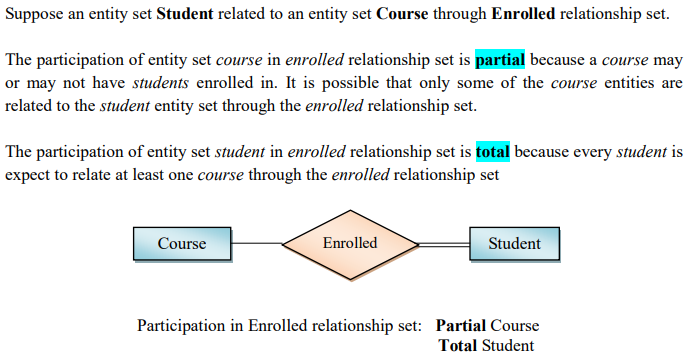 Suppose an entity set Student related to an entity set Course through Enrolled relationship set.
The participation of entity set course in enrolled relationship set is partial because a course may
or may not have students enrolled in. It is possible that only some of the course entities are
related to the student entity set through the enrolled relationship set.
The participation of entity set student in enrolled relationship set is total because every student is
expect to relate at least one course through the enrolled relationship set
Course Enrolled Student
Participation in Enrolled relationship set: Partial Course
Total Student